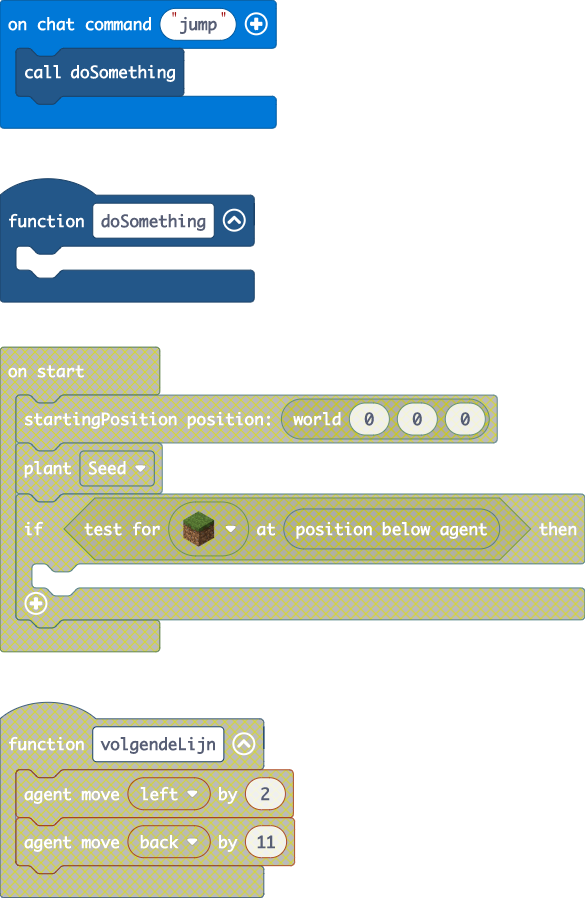 on chat command "jump"
call doSomething
function doSomething
on start
startingPosition position: world 0 0 0
plant Seed
if test for at position below agent then
function volgendeLijn
agent move left by 2
agent move back by 11